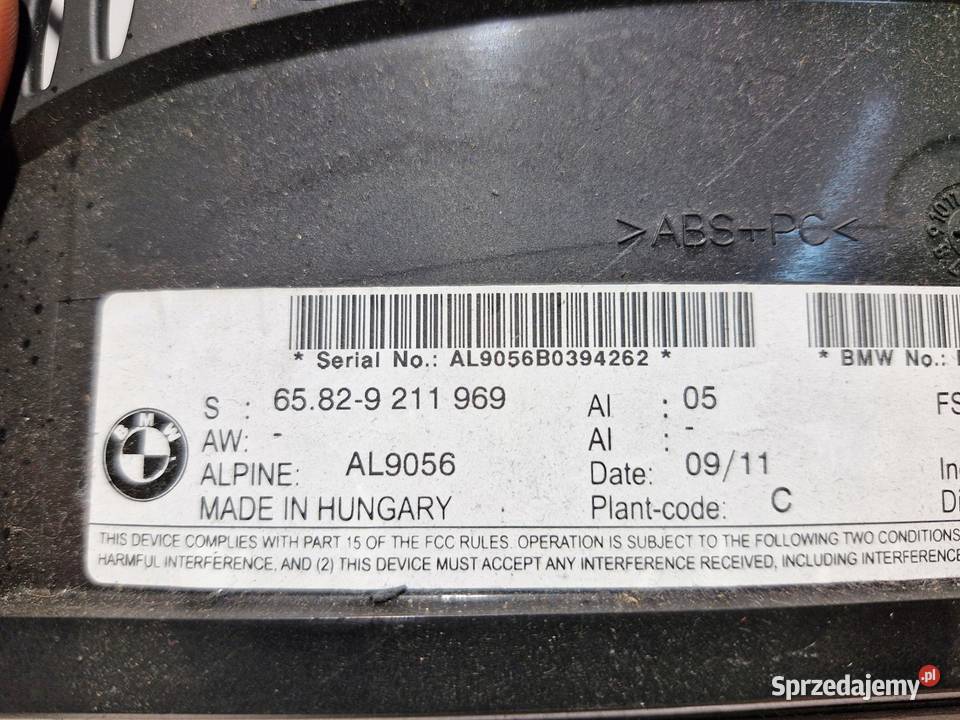 >ABS+PC<
* Serial No.: AL9056B0394262 *
* BMW No.:
S : 65.82-9 211 969
AI : 05
FS
AW: -
AI : -
BMW
ALPINE: AL9056
Date: 09/11
MADE IN HUNGARY
Plant-code: C
THIS DEVICE COMPLIES WITH PART 15 OF THE FCC RULES. OPERATION IS SUBJECT TO THE FOLLOWING TWO CONDITIONS
HARMFUL INTERFERENCE, AND (2) THIS DEVICE MUST ACCEPT ANY INTERFERENCE RECEIVED, INCLUDING INTERFERENCE
Sprzedajemy.pl